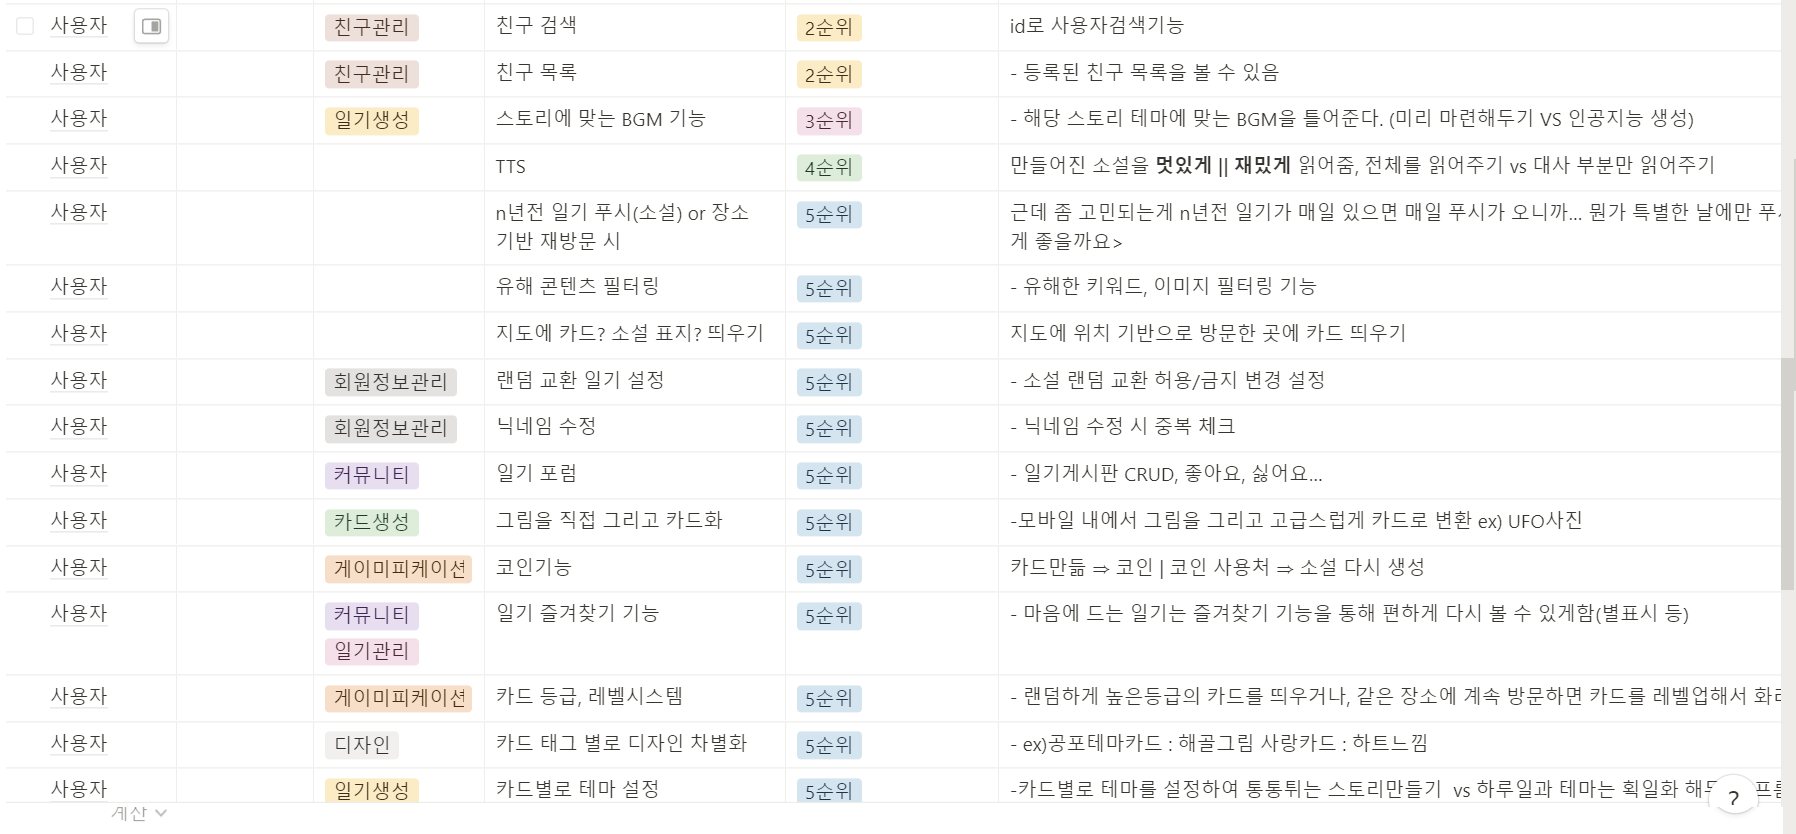 사용자 친구관리 친구 검색 2순위 id로 사용자검색기능
사용자 친구관리 친구 목록 2순위 - 등록된 친구 목록을 볼 수 있음
사용자 일기생성 스토리에 맞는 BGM 기능 3순위 - 해당 스토리 테마에 맞는 BGM을 틀어준다. (미리 마련해두기 VS 인공지능 생성)
사용자 TTS 4순위 만들어진 소설을 멋있게 || 재밌게 읽어줌, 전체를 읽어주기 vs 대사 부분만 읽어주기
사용자 n년전 일기 푸시(소설) or 장소 5순위 근데 좀 고민되는게 n년전 일기가 매일 있으면 매일 푸시가 오니까... 뭔가 특별한 날에만
기반 재방문 시 게 좋을까요>
사용자 유해 콘텐츠 필터링 5순위 - 유해한 키워드, 이미지 필터링 기능
사용자 지도에 카드? 소설 표지? 띄우기 5순위 지도에 위치 기반으로 방문한 곳에 카드 띄우기
사용자 회원정보관리 랜덤 교환 일기 설정 5순위 - 소설 랜덤 교환 허용/금지 변경 설정
사용자 회원정보관리 닉네임 수정 5순위 - 닉네임 수정 시 중복 체크
사용자 커뮤니티 일기 포럼 5순위 - 일기게시판 CRUD, 좋아요, 싫어요...
사용자 카드생성 그림을 직접 그리고 카드화 5순위 -모바일 내에서 그림을 그리고 고급스럽게 카드로 변환 ex) UFO사진
사용자 게이미피케이션 코인기능 5순위 카드만듦 ⇒ 코인 | 코인 사용처 ⇒ 소설 다시 생성
사용자 커뮤니티 일기 즐겨찾기 기능 5순위 - 마음에 드는 일기는 즐겨찾기 기능을 통해 편하게 다시 볼 수 있게함(별표시 등)
일기관리
사용자 게이미피케이션 카드 등급, 레벨시스템 5순위 - 랜덤하게 높은등급의 카드를 띄우거나, 같은 장소에 계속 방문하면 카드를 레벨업해서
사용자 디자인 카드 태그 별로 디자인 차별화 5순위 - ex)공포테마카드 : 해골그림 사랑카드 : 하트느낌
사용자 일기생성 카드별로 테마 설정 5순위 -카드별로 테마를 설정하여 통통튀는 스토리만들기 vs 하루일과 테마는 획일화
계산 ?